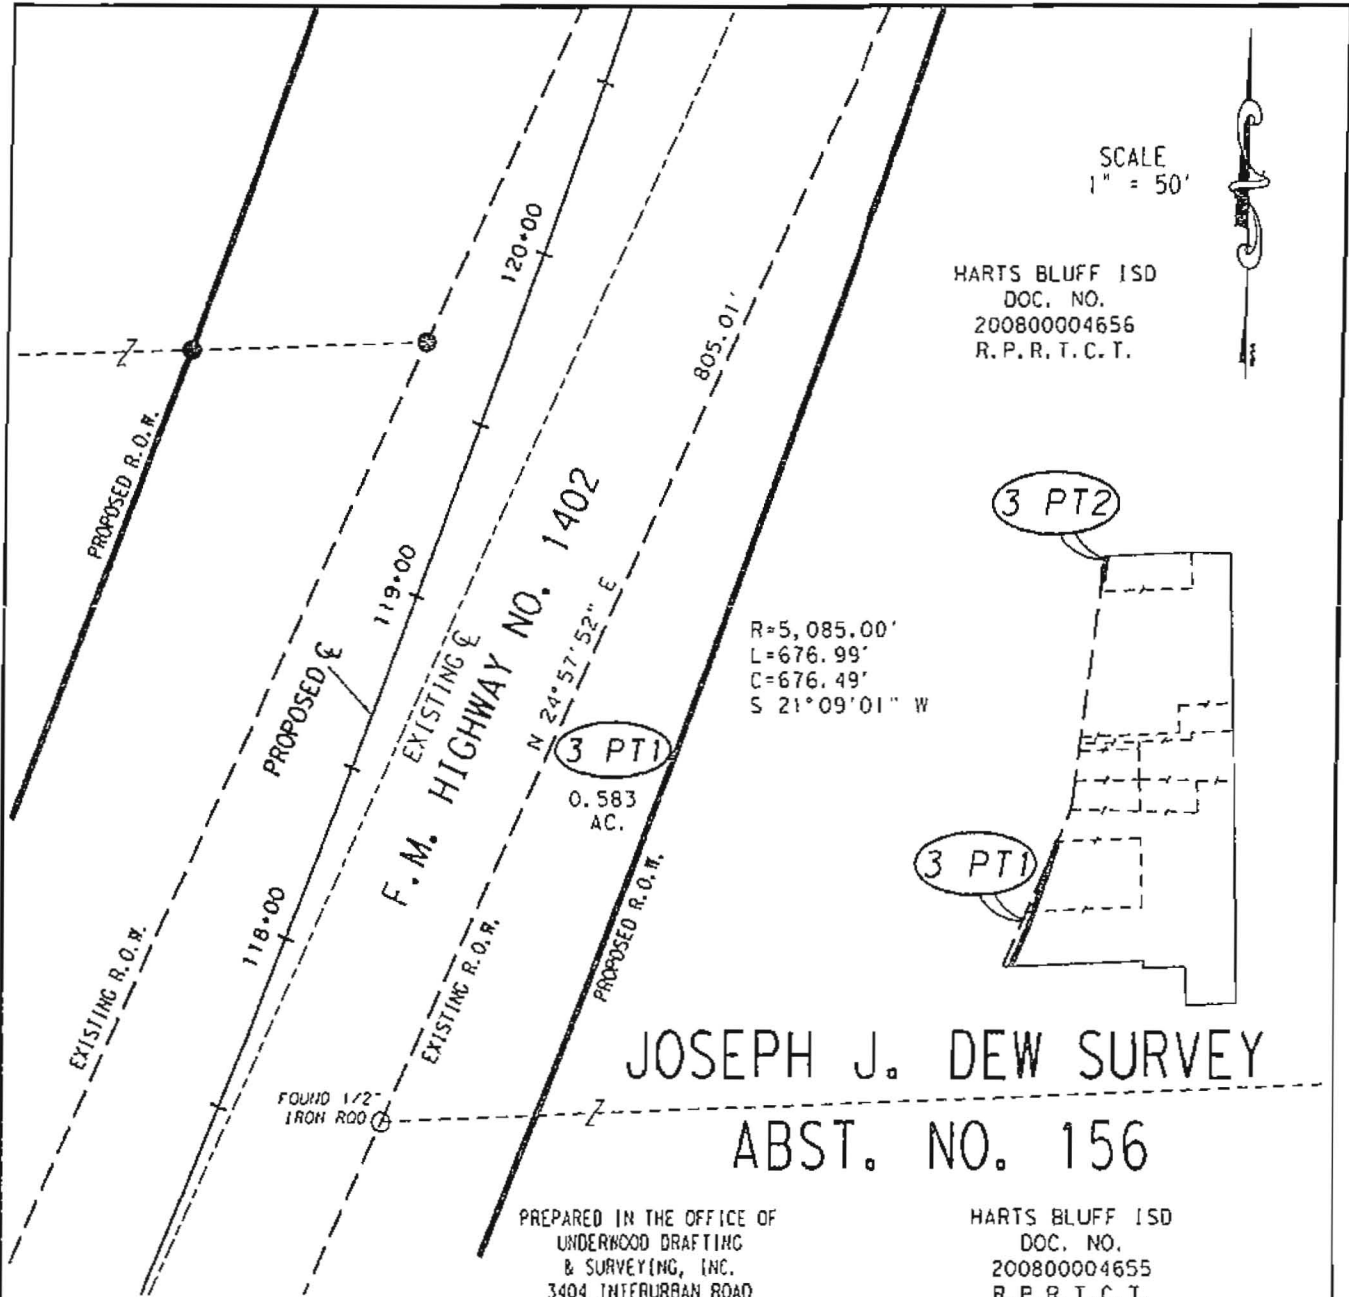 SCALE
1" = 50'
HARTS BLUFF ISD
DOC. NO.
200800004656
R.P.R.T.C.T.
120+00
805.01'
PROPOSED R.O.W.
3 PT2
119+00
F.M. HIGHWAY NO. 1402
N 24°57'52" E
R=5,085.00'
L=676.99'
C=676.49'
S 21°09'01" W
PROPOSED ℄
EXISTING ℄
3 PT1
0.583
AC.
3 PT1
118+00
EXISTING R.O.W.
EXISTING R.O.W.
PROPOSED R.O.W.
JOSEPH J. DEW SURVEY
FOUND 1/2"
IRON ROD
ABST. NO. 156
PREPARED IN THE OFFICE OF
UNDERWOOD DRAFTING
& SURVEYING, INC.
3404 INTERURBAN ROAD
HARTS BLUFF ISD
DOC. NO.
200800004655
R.P.R.T.C.T.